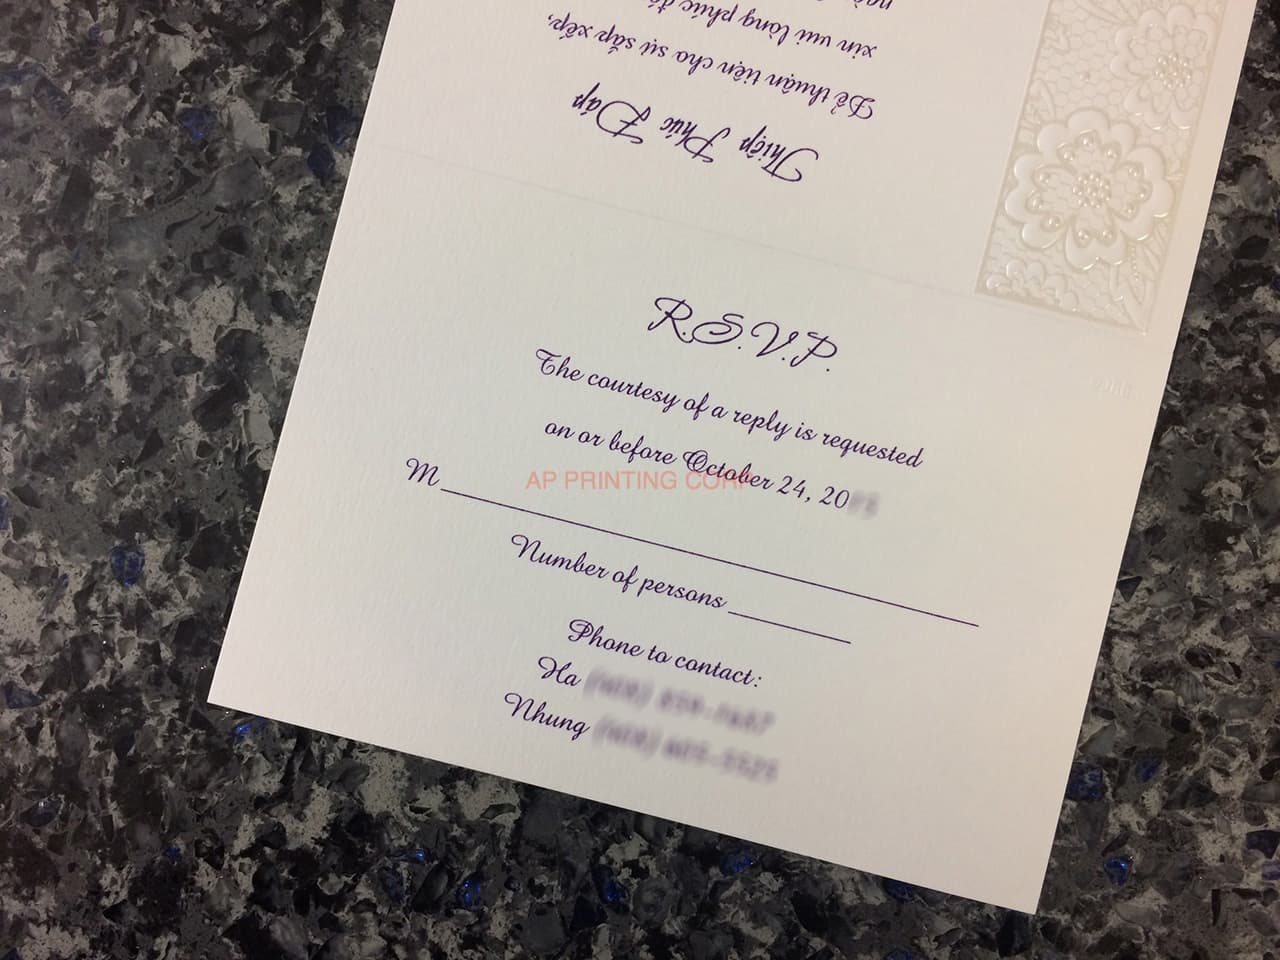 Thiệp Phúc Đáp
Để thuận tiện cho sự sắp xếp,
xin vui lòng phúc
R.S.V.P.
The courtesy of a reply is requested
on or before October 24, 20
M
Number of persons
Phone to contact:
Ha
Nhung
AP PRINTING CORP